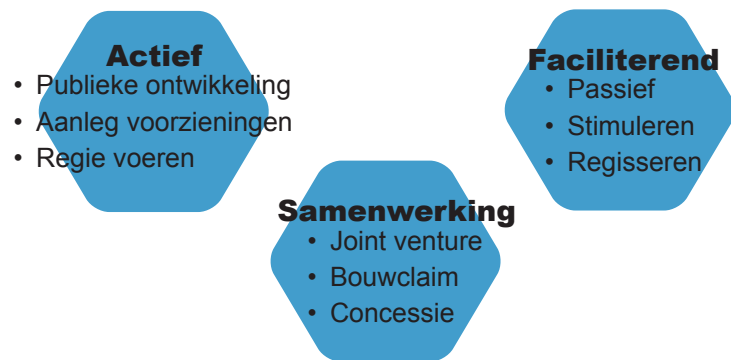 Actief
• Publieke ontwikkeling
• Aanleg voorzieningen
• Regie voeren
Faciliterend
• Passief
• Stimuleren
• Regisseren
Samenwerking
• Joint venture
• Bouwclaim
• Concessie